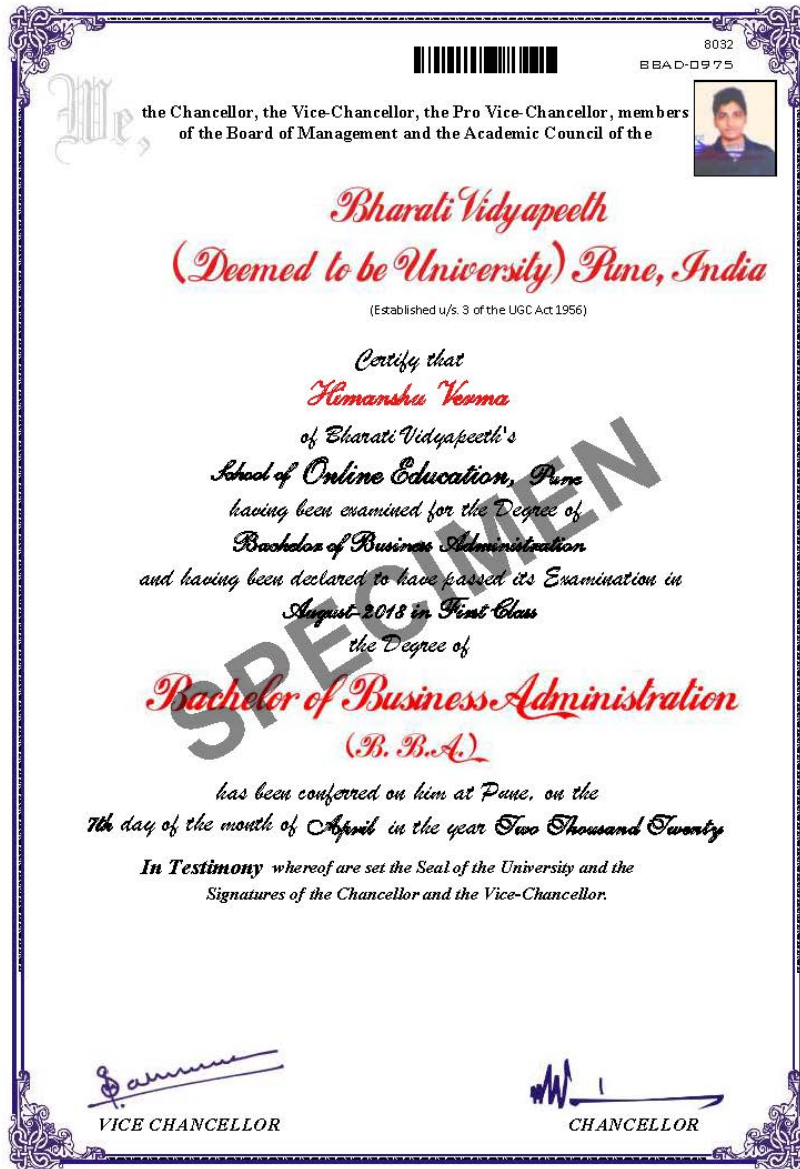 8032
BBAD-0975
We, the Chancellor, the Vice-Chancellor, the Pro Vice-Chancellor, members
of the Board of Management and the Academic Council of the
Bharati Vidyapeeth
(Deemed to be University) Pune, India
(Established u/s. 3 of the UGC Act 1956)
Certify that
Himanshu Verma
of Bharati Vidyapeeth's
School of Online Education, Pune
having been examined for the Degree of
Bachelor of Business Administration
and having been declared to have passed its Examination in
August-2018 in First Class
the Degree of
Bachelor of Business Administration
(B. B.A.)
has been conferred on him at Pune, on the
7th day of the month of April in the year Two Thousand Twenty
In Testimony whereof are set the Seal of the University and the
Signatures of the Chancellor and the Vice-Chancellor.
SPECIMEN
VICE CHANCELLOR
CHANCELLOR